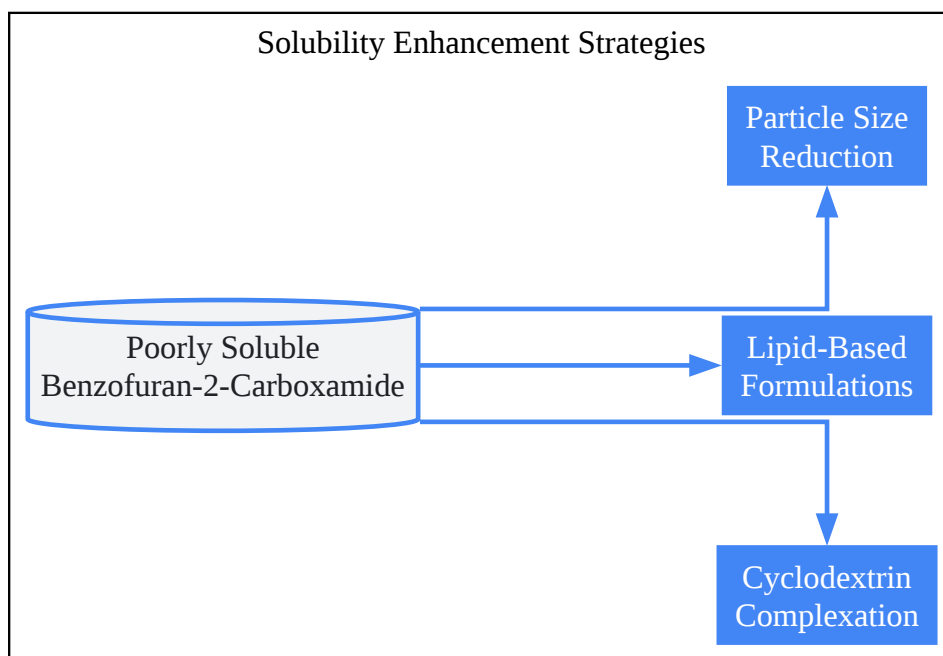 Solubility Enhancement Strategies
Particle Size
Reduction
Poorly Soluble
Benzofuran-2-Carboxamide
Lipid-Based
Formulations
Cyclodextrin
Complexation